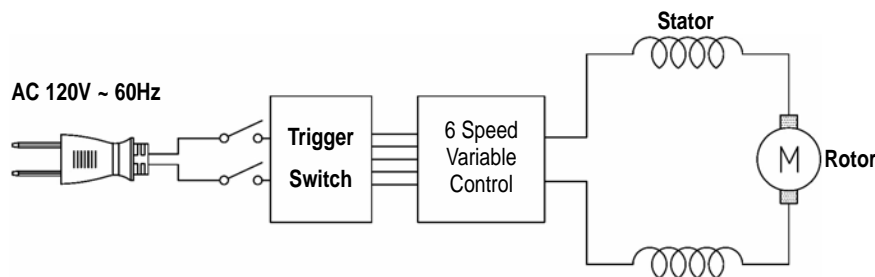 Stator
AC 120V ~ 60Hz
Trigger
Switch
6 Speed
Variable
Control
M
Rotor